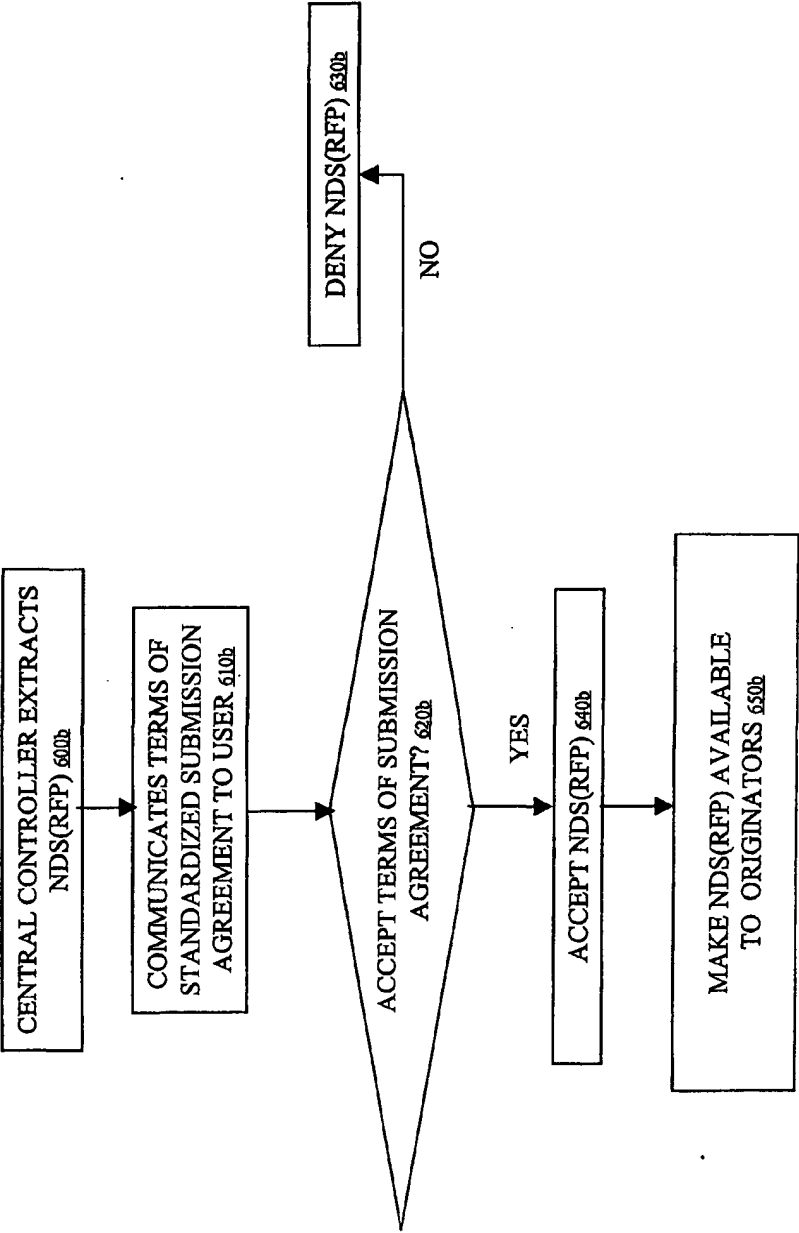 CENTRAL CONTROLLER EXTRACTS
NDS(RFP) 600b
COMMUNICATES TERMS OF
STANDARDIZED SUBMISSION
AGREEMENT TO USER 610b
ACCEPT TERMS OF SUBMISSION
AGREEMENT? 620b
NO
DENY NDS(RFP) 630b
YES
ACCEPT NDS(RFP) 640b
MAKE NDS(RFP) AVAILABLE
TO ORIGINATORS 650b